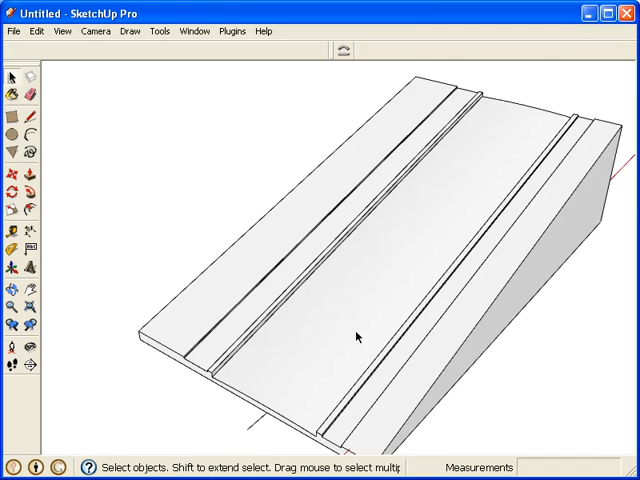 Untitled - SketchUp Pro
File Edit View Camera Draw Tools Window Plugins Help
Select objects. Shift to extend select. Drag mouse to select multip
Measurements